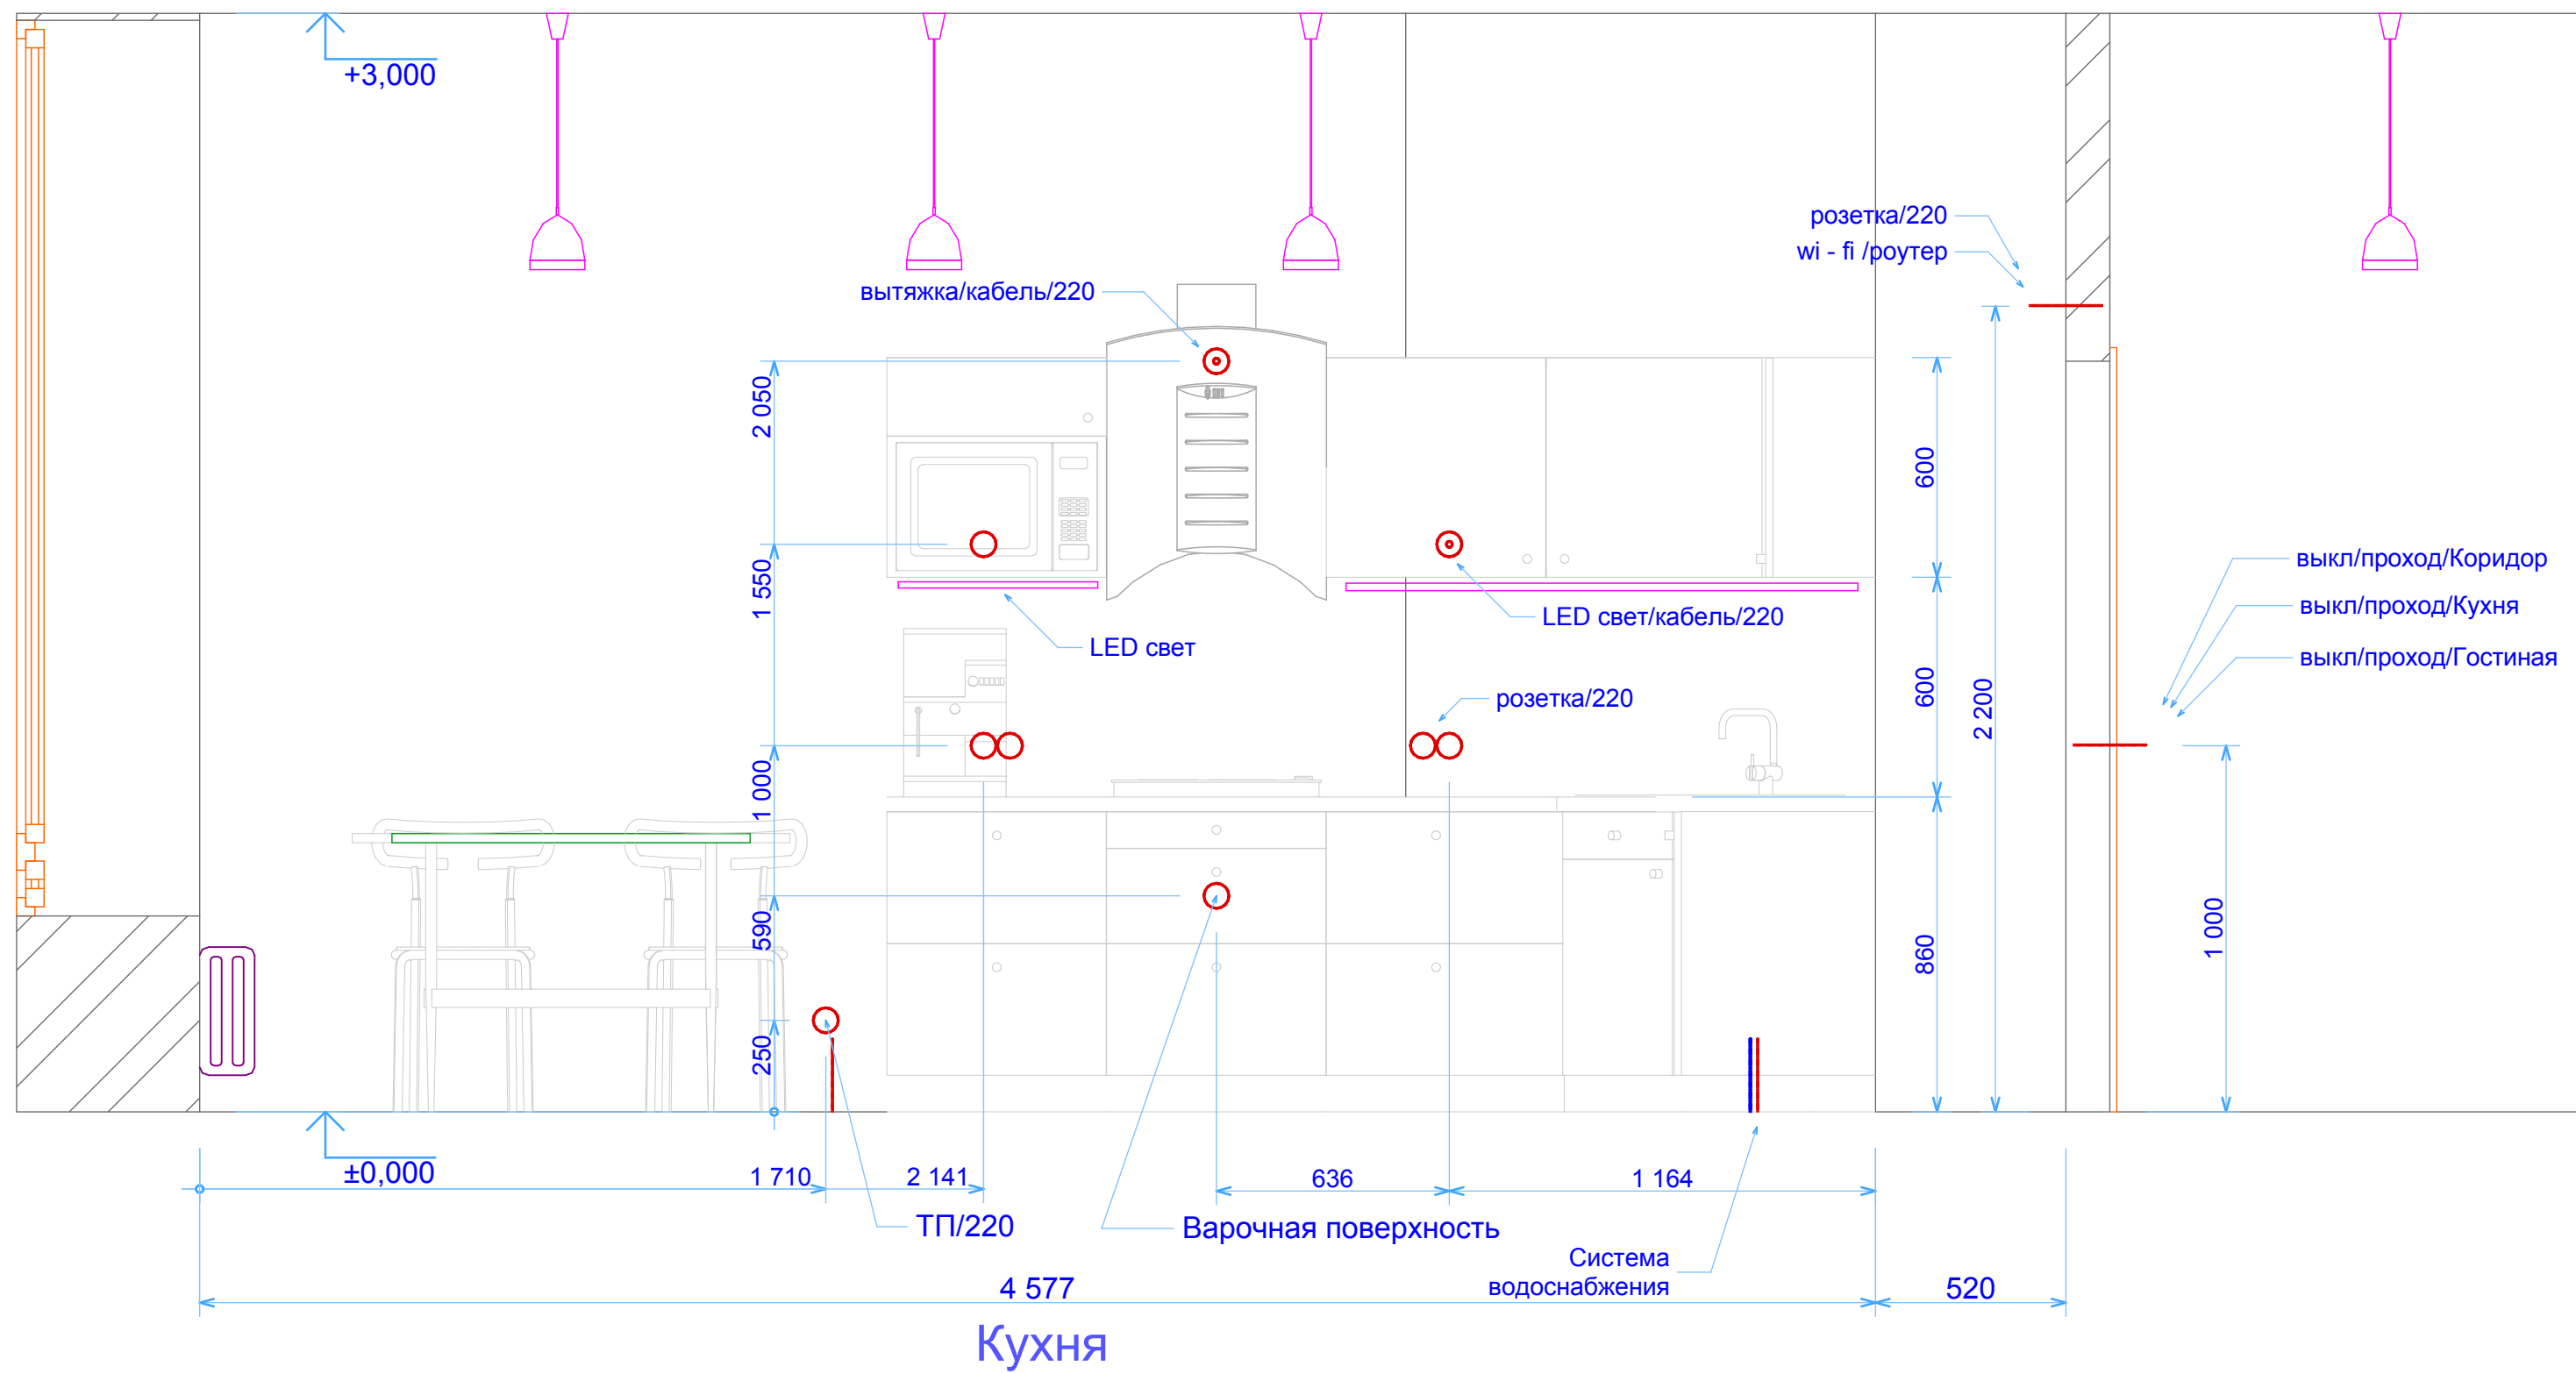 +3,000
розетка/220
wi - fi /роутер
вытяжка/кабель/220
2 050
600
1 550
выкл/проход/Коридор
выкл/проход/Кухня
выкл/проход/Гостиная
LED свет/кабель/220
LED свет
розетка/220
600
2 200
1 000
590
860
1 000
250
±0,000
1 710
2 141
636
1 164
ТП/220
Варочная поверхность
Система
водоснабжения
4 577
520
Кухня